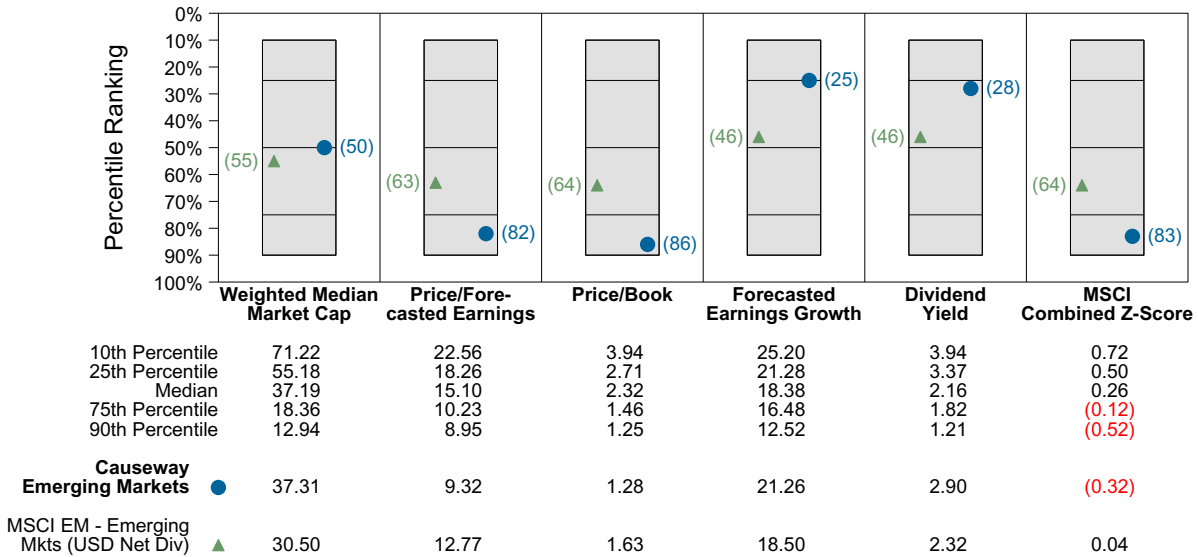 0%
10%
20%
30%
40%
50%
60%
70%
80%
90%
100%
Percentile Ranking
(55) (50)
(63) (82)
(64) (86)
(46) (25)
(46) (28)
(64) (83)
Weighted Median
Market Cap
Price/Fore-
casted Earnings
Price/Book
Forecasted
Earnings Growth
Dividend
Yield
MSCI
Combined Z-Score
10th Percentile 71.22 22.56 3.94 25.20 3.94 0.72
25th Percentile 55.18 18.26 2.71 21.28 3.37 0.50
Median 37.19 15.10 2.32 18.38 2.16 0.26
75th Percentile 18.36 10.23 1.46 16.48 1.82 (0.12)
90th Percentile 12.94 8.95 1.25 12.52 1.21 (0.52)
Causeway
Emerging Markets 37.31 9.32 1.28 21.26 2.90 (0.32)
MSCI EM - Emerging
Mkts (USD Net Div) 30.50 12.77 1.63 18.50 2.32 0.04